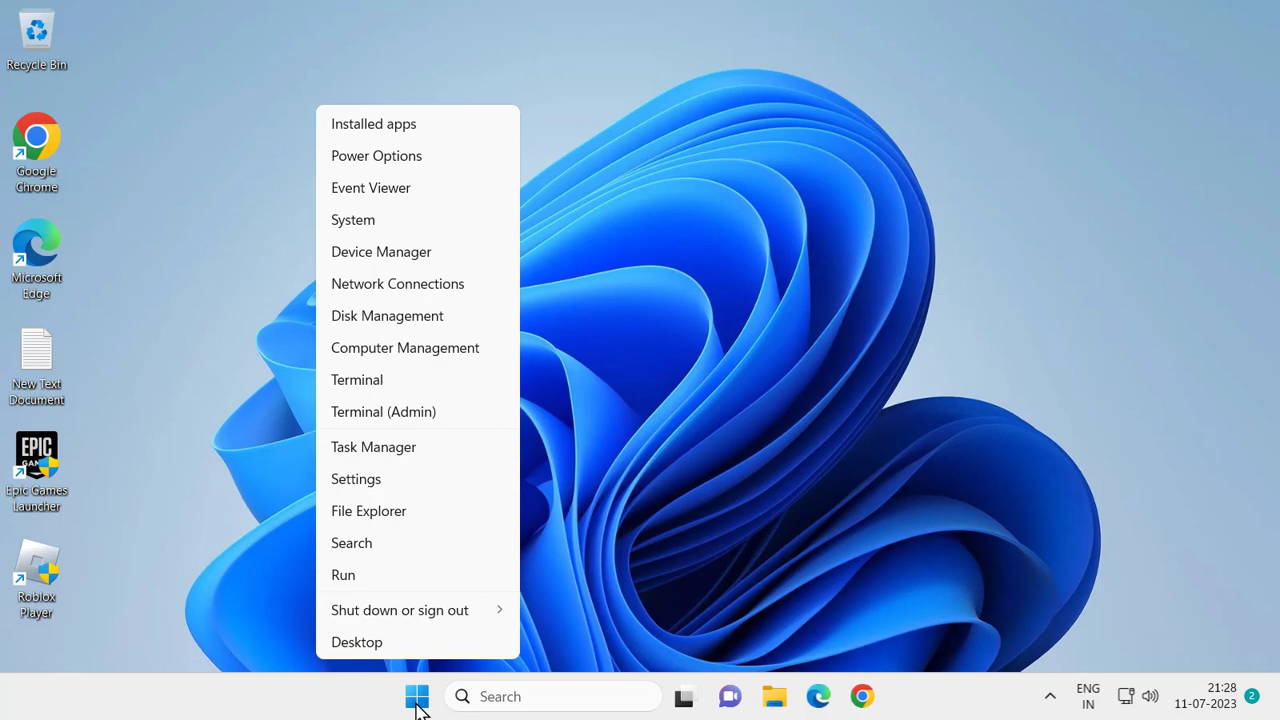 Recycle Bin
Google
Chrome
Microsoft
Edge
New Text
Document
EPIC
GAMES
Epic Games
Launcher
Roblox
Player
Installed apps
Power Options
Event Viewer
System
Device Manager
Network Connections
Disk Management
Computer Management
Terminal
Terminal (Admin)
Task Manager
Settings
File Explorer
Search
Run
Shut down or sign out
Desktop
Search
ENG
IN
21:28
11-07-2023
2